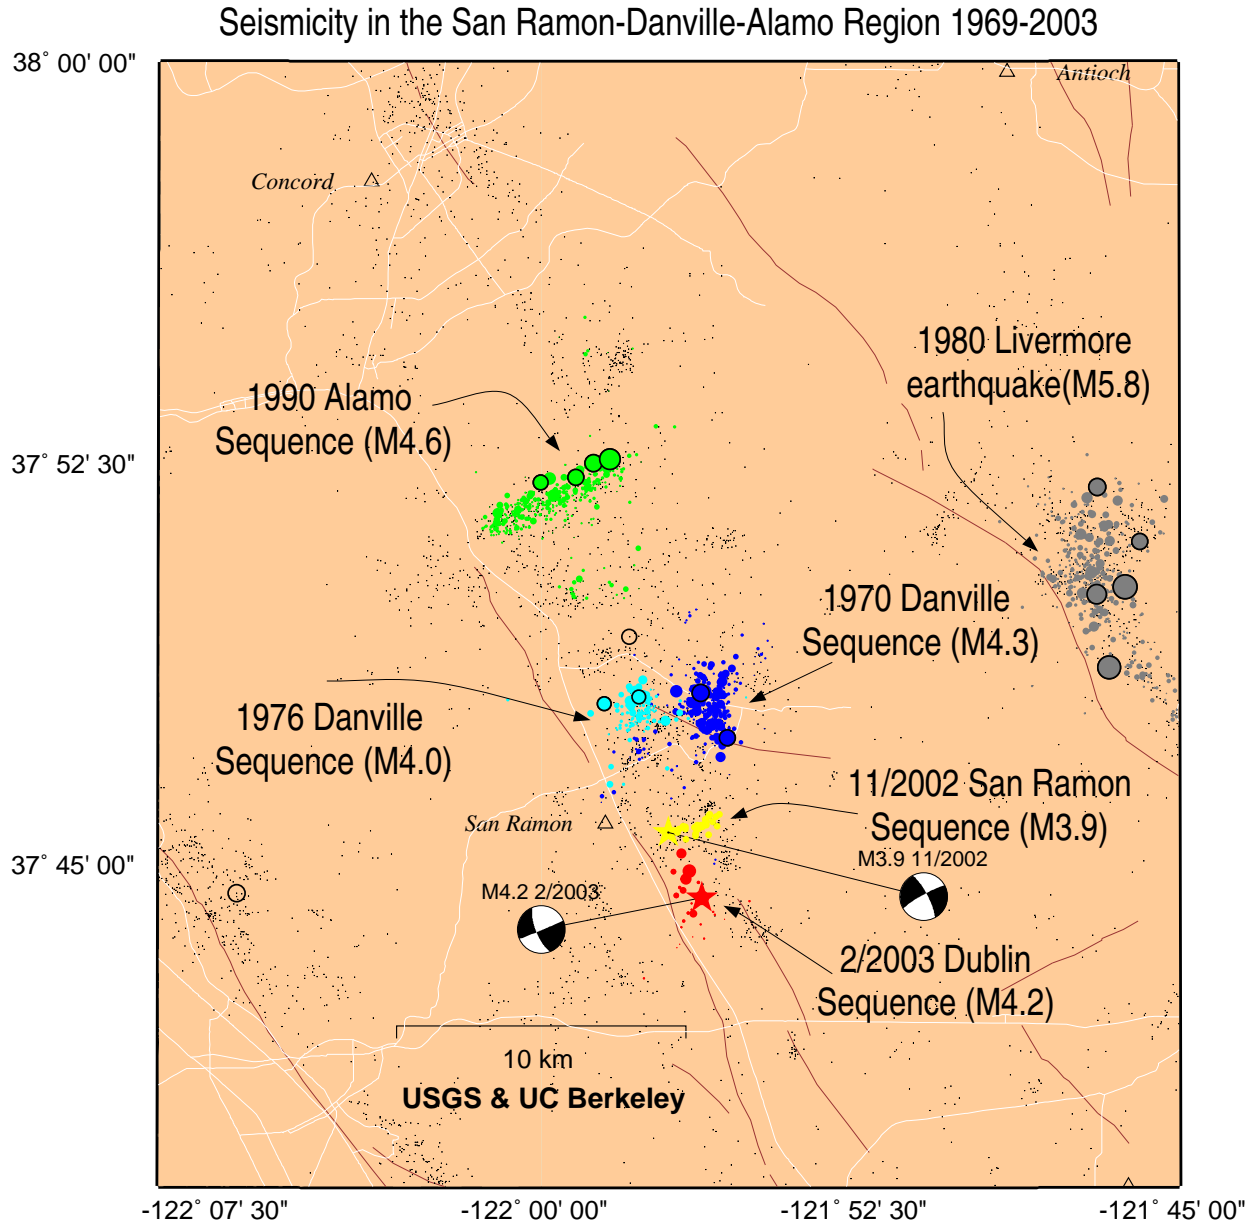 Seismicity in the San Ramon-Danville-Alamo Region 1969-2003
38° 00' 00"
Antioch
Concord
1980 Livermore
earthquake(M5.8)
1990 Alamo
Sequence (M4.6)
37° 52' 30"
1970 Danville
Sequence (M4.3)
1976 Danville
Sequence (M4.0)
11/2002 San Ramon
Sequence (M3.9)
San Ramon
M3.9 11/2002
37° 45' 00"
M4.2 2/2003
2/2003 Dublin
Sequence (M4.2)
10 km
USGS & UC Berkeley
-122° 07' 30"
-122° 00' 00"
-121° 52' 30"
-121° 45' 00"